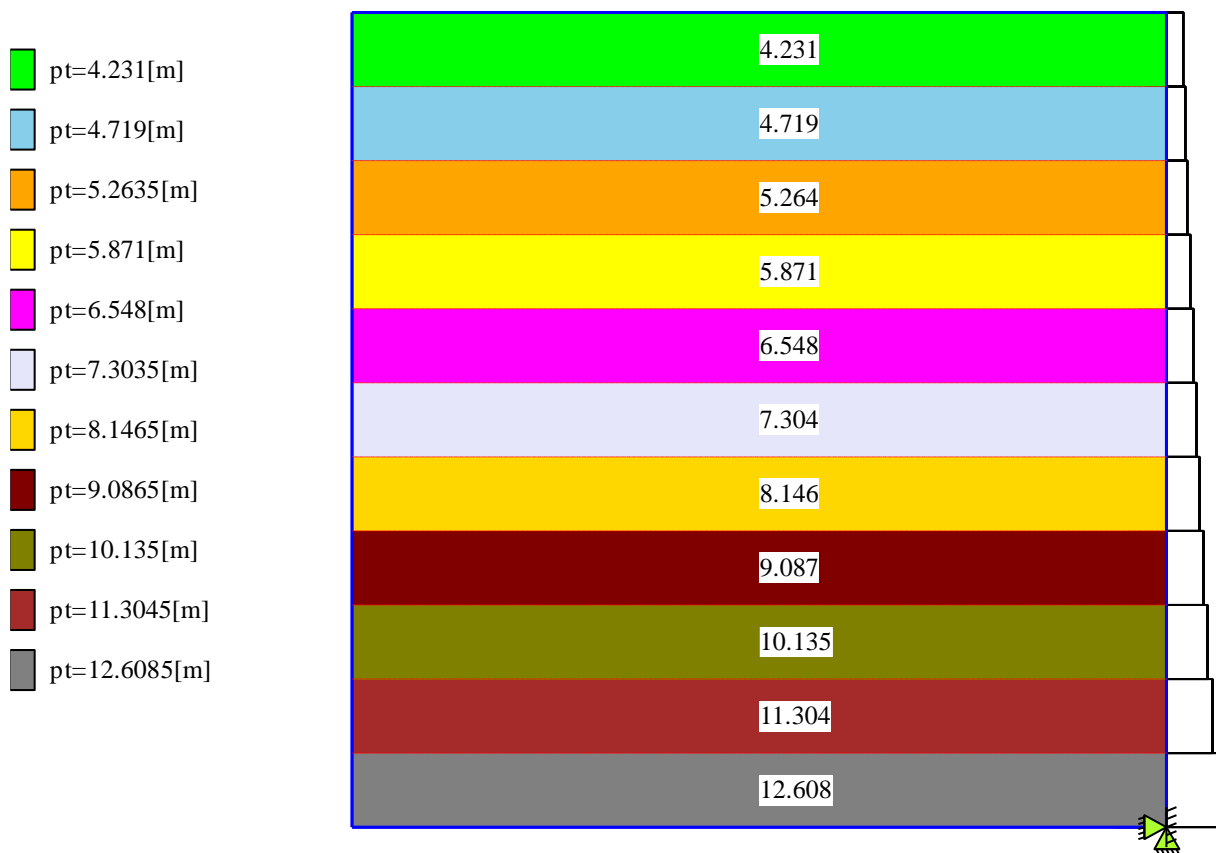 pt=4.231[m]
pt=4.719[m]
pt=5.2635[m]
pt=5.871[m]
pt=6.548[m]
pt=7.3035[m]
pt=8.1465[m]
pt=9.0865[m]
pt=10.135[m]
pt=11.3045[m]
pt=12.6085[m]
4.231
4.719
5.264
5.871
6.548
7.304
8.146
9.087
10.135
11.304
12.608